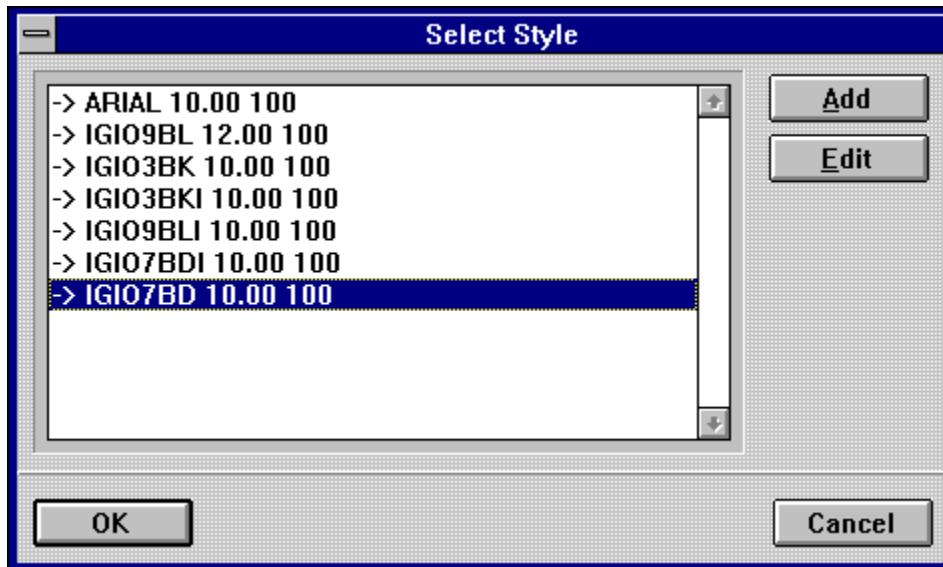 Select Style
-> ARIAL 10.00 100
-> IGIO9BL 12.00 100
-> IGIO3BK 10.00 100
-> IGIO3BKI 10.00 100
-> IGIO9BLI 10.00 100
-> IGIO7BDI 10.00 100
-> IGIO7BD 10.00 100
Add
Edit
OK
Cancel